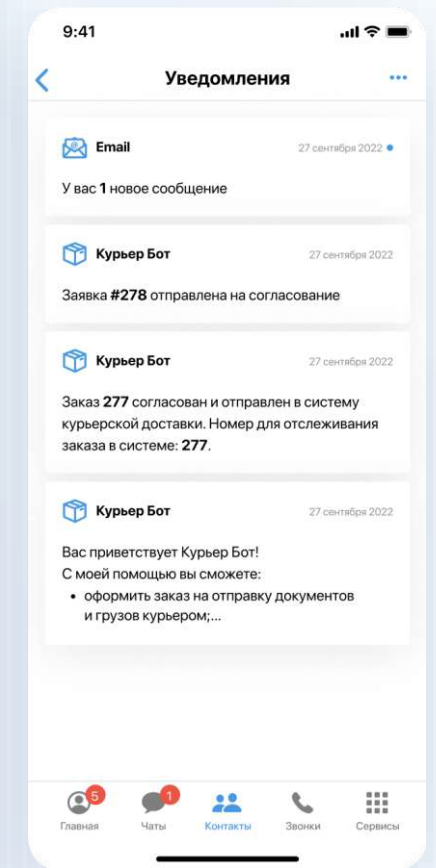 9:41
Уведомления
Email
27 сентября 2022
У вас 1 новое сообщение
Курьер Бот
27 сентября 2022
Заявка #278 отправлена на согласование
Курьер Бот
27 сентября 2022
Заказ 277 согласован и отправлен в систему
курьерской доставки. Номер для отслеживания
заказа в системе: 277.
Курьер Бот
27 сентября 2022
Вас приветствует Курьер Бот!
С моей помощью вы сможете:
• оформить заказ на отправку документов
и грузов курьером;...
5
1
Главная
Чаты
Контакты
Звонки
Сервисы